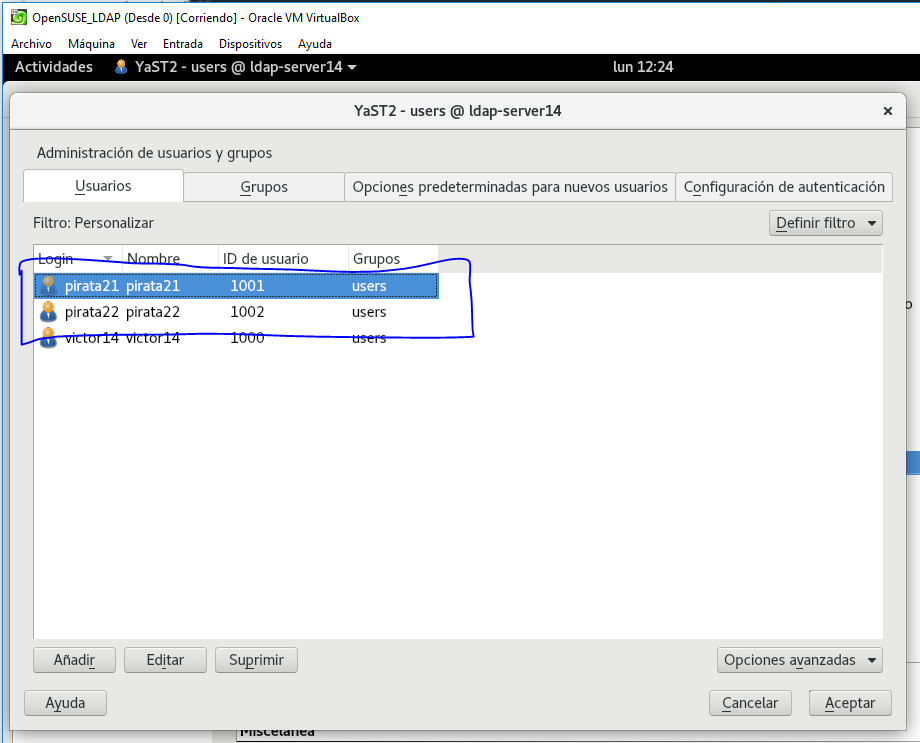 OpenSUSE_LDAP (Desde 0) [Corriendo] - Oracle VM VirtualBox
Archivo Máquina Ver Entrada Dispositivos Ayuda
Actividades YaST2 - users @ ldap-server14 lun 12:24
YaST2 - users @ ldap-server14
Administración de usuarios y grupos
Usuarios Grupos Opciones predeterminadas para nuevos usuarios Configuración de autenticación
Filtro: Personalizar Definir filtro
Login Nombre ID de usuario Grupos
pirata21 pirata21 1001 users
o
pirata22 pirata22 1002 users
victor14 victor14 1000 users
Añadir Editar Suprimir Opciones avanzadas
Ayuda Cancelar Aceptar
Miscelánea